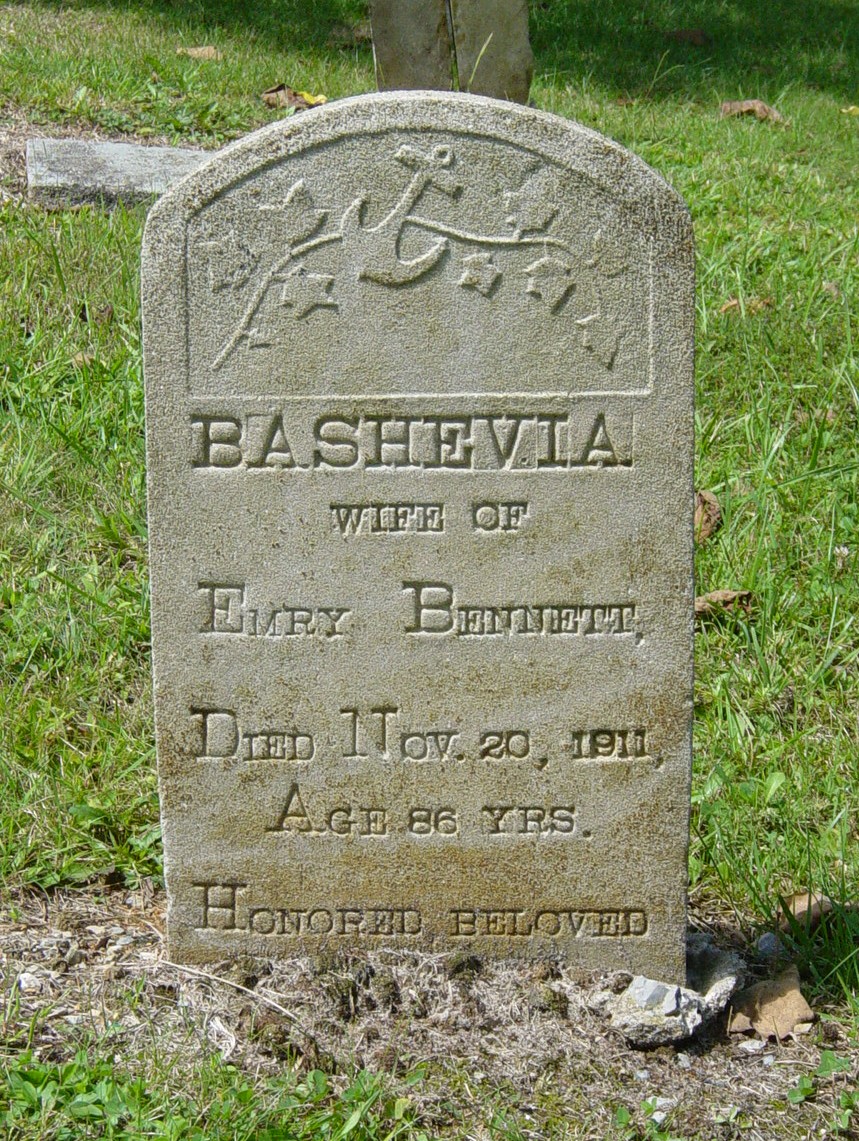 BASHEVIA
WIFE OF
EMRY BENNETT,
DIED NOV. 20, 1911,
AGE 86 YRS.
HONORED BELOVED